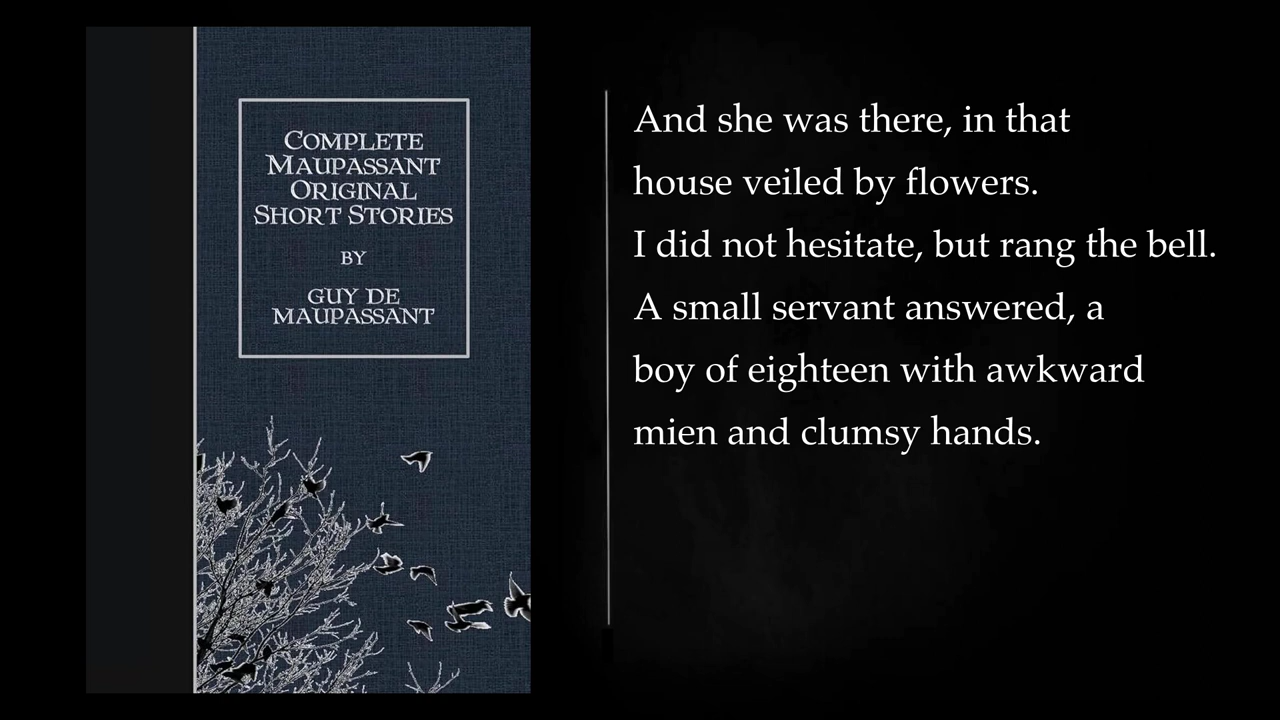 COMPLETE
MAUPASSANT
ORIGINAL
SHORT STORIES
BY
GUY DE
MAUPASSANT
And she was there, in that
house veiled by flowers.
I did not hesitate, but rang the bell.
A small servant answered, a
boy of eighteen with awkward
mien and clumsy hands.